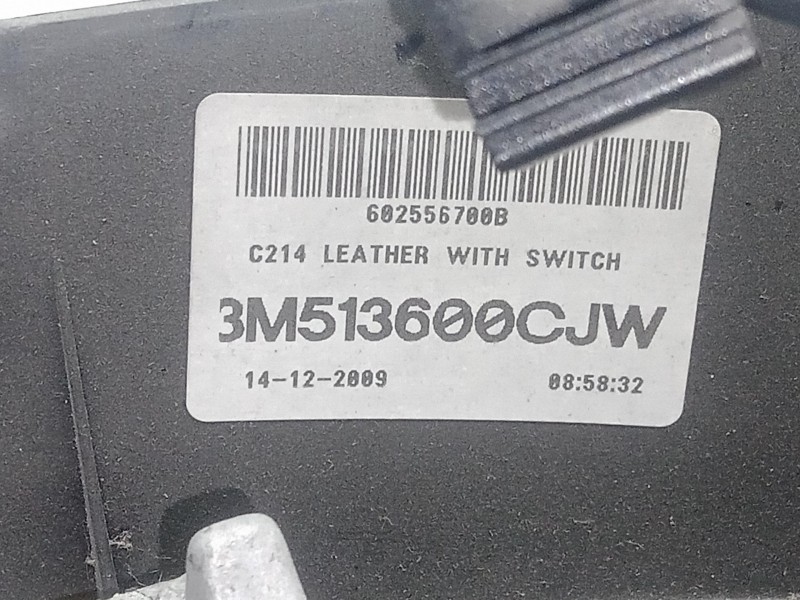 602556700B
C214 LEATHER WITH SWITCH
3M513600CJW
14-12-2009 08:58:32